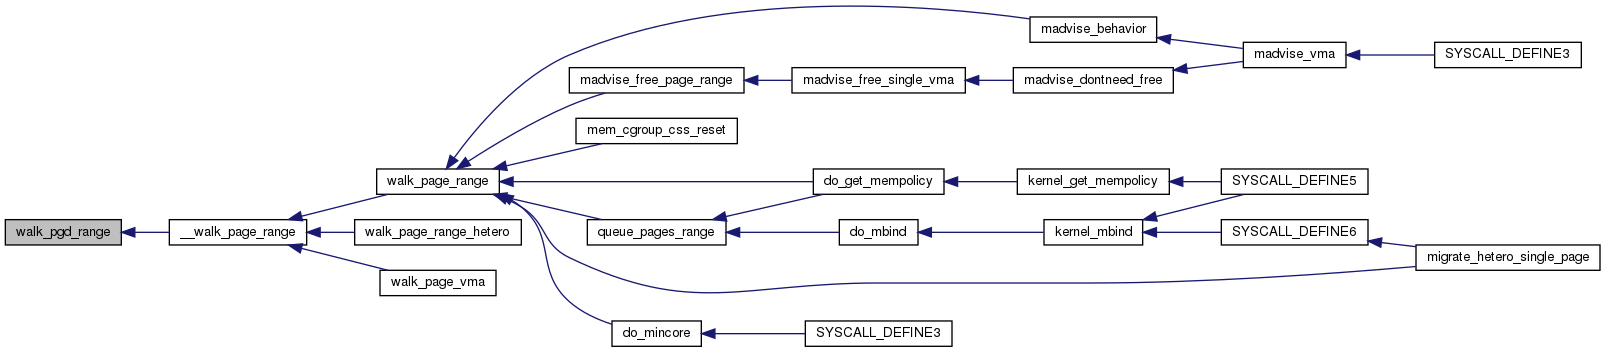 madvise_behavior
madvise_vma
SYSCALL_DEFINE3
madvise_free_page_range
madvise_free_single_vma
madvise_dontneed_free
mem_cgroup_css_reset
walk_page_range
do_get_mempolicy
kernel_get_mempolicy
SYSCALL_DEFINE5
walk_pgd_range
__walk_page_range
walk_page_range_hetero
queue_pages_range
do_mbind
kernel_mbind
SYSCALL_DEFINE6
migrate_hetero_single_page
walk_page_vma
do_mincore
SYSCALL_DEFINE3